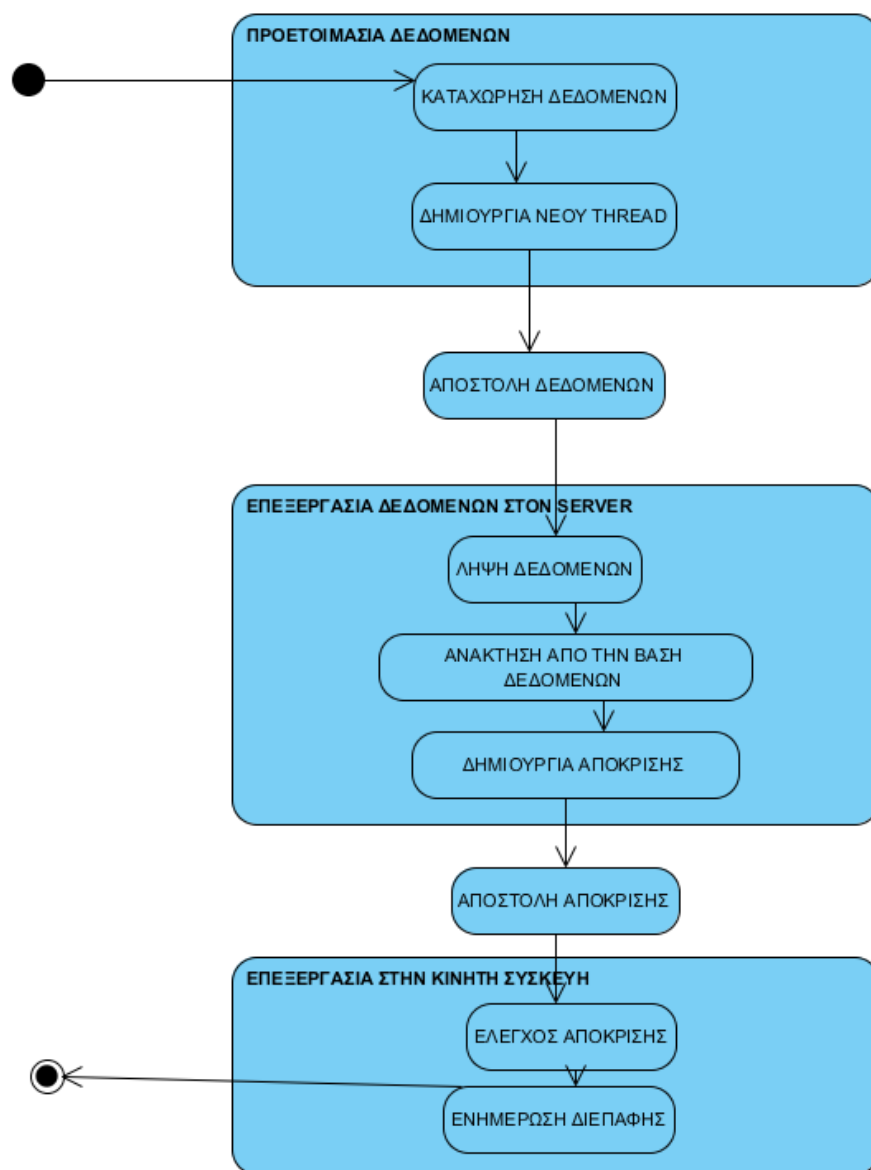 ΠΡΟΕΤΟΙΜΑΣΙΑ ΔΕΔΟΜΕΝΩΝ
ΚΑΤΑΧΩΡΗΣΗ ΔΕΔΟΜΕΝΩΝ
ΔΗΜΙΟΥΡΓΙΑ ΝΕΟΥ THREAD
ΑΠΟΣΤΟΛΗ ΔΕΔΟΜΕΝΩΝ
ΕΠΕΞΕΡΓΑΣΙΑ ΔΕΔΟΜΕΝΩΝ ΣΤΟΝ SERVER
ΛΗΨΗ ΔΕΔΟΜΕΝΩΝ
ΑΝΑΚΤΗΣΗ ΑΠΟ ΤΗΝ ΒΑΣΗ
ΔΕΔΟΜΕΝΩΝ
ΔΗΜΙΟΥΡΓΙΑ ΑΠΟΚΡΙΣΗΣ
ΑΠΟΣΤΟΛΗ ΑΠΟΚΡΙΣΗΣ
ΕΠΕΞΕΡΓΑΣΙΑ ΣΤΗΝ ΚΙΝΗΤΗ ΣΥΣΚΕΥΗ
ΕΛΕΓΧΟΣ ΑΠΟΚΡΙΣΗΣ
ΕΝΗΜΕΡΩΣΗ ΔΙΕΠΑΦΗΣ